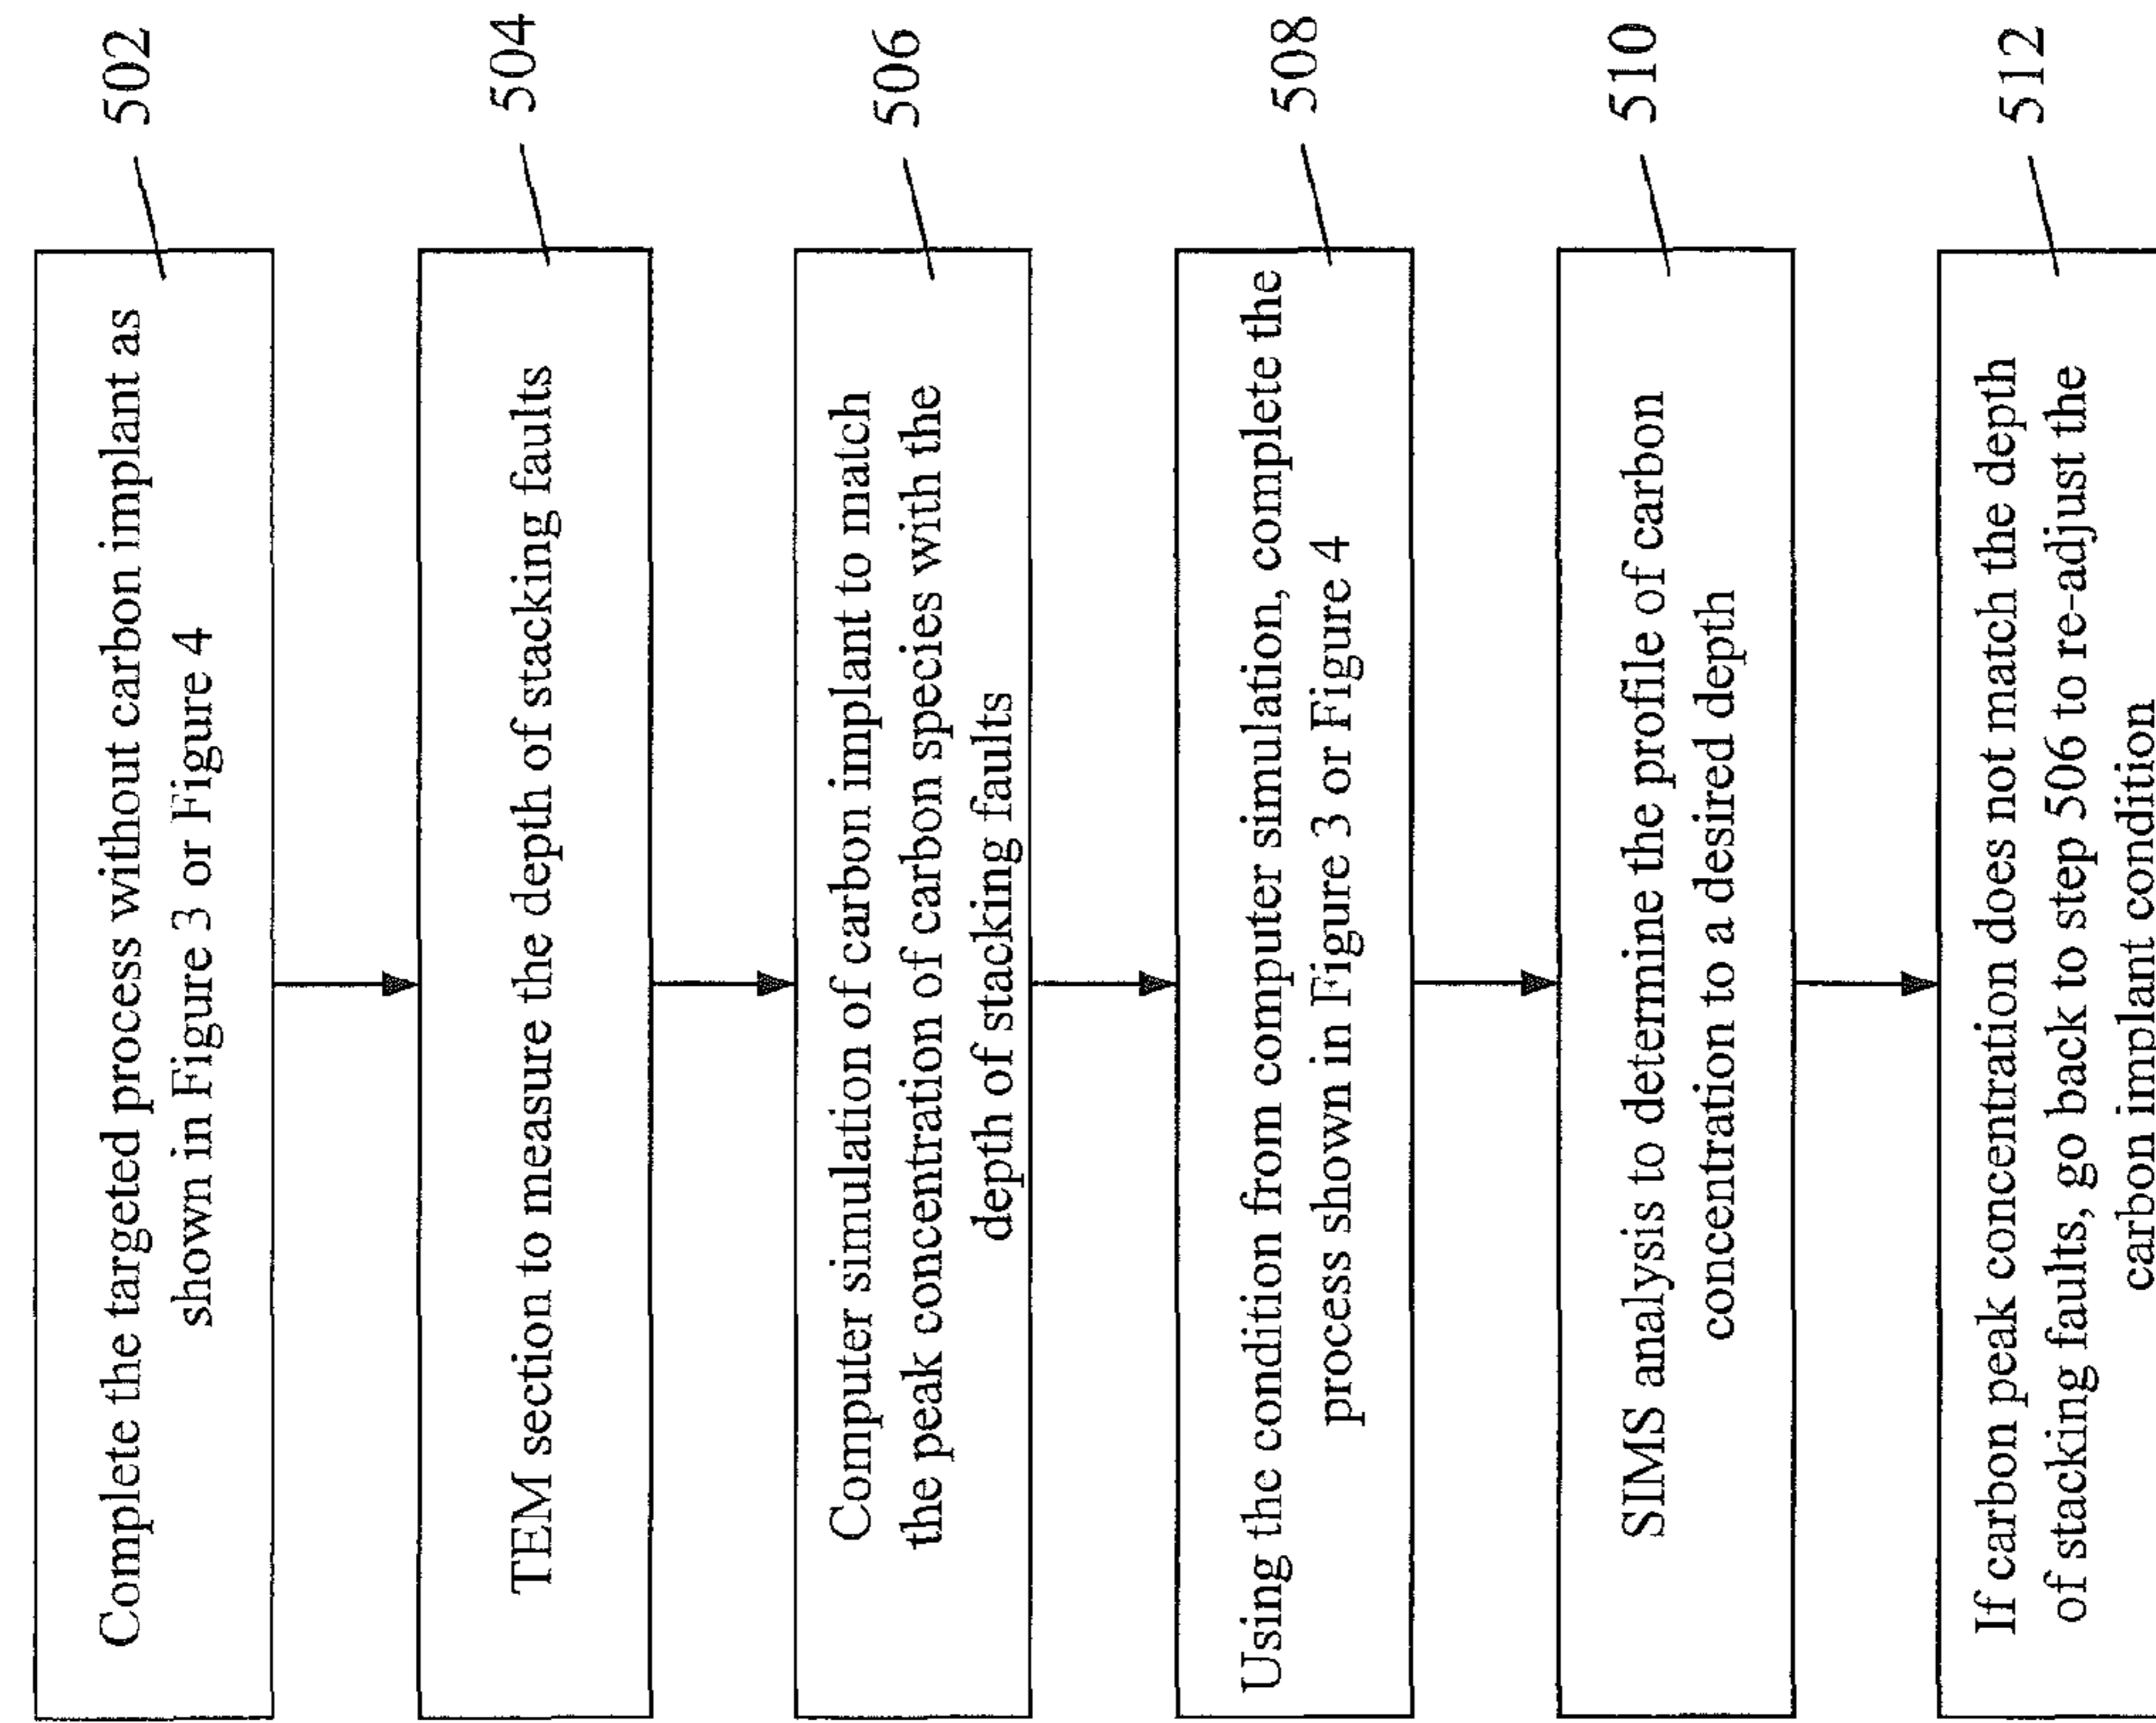 Complete the targeted process without carbon implant as
shown in Figure 3 or Figure 4
502
TEM section to measure the depth of stacking faults
504
Computer simulation of carbon implant to match
the peak concentration of carbon species with the
depth of stacking faults
506
Using the condition from computer simulation, complete the
process shown in Figure 3 or Figure 4
508
SIMS analysis to determine the profile of carbon
concentration to a desired depth
510
If carbon peak concentration does not match the depth
of stacking faults, go back to step 506 to re-adjust the
carbon implant condition
512